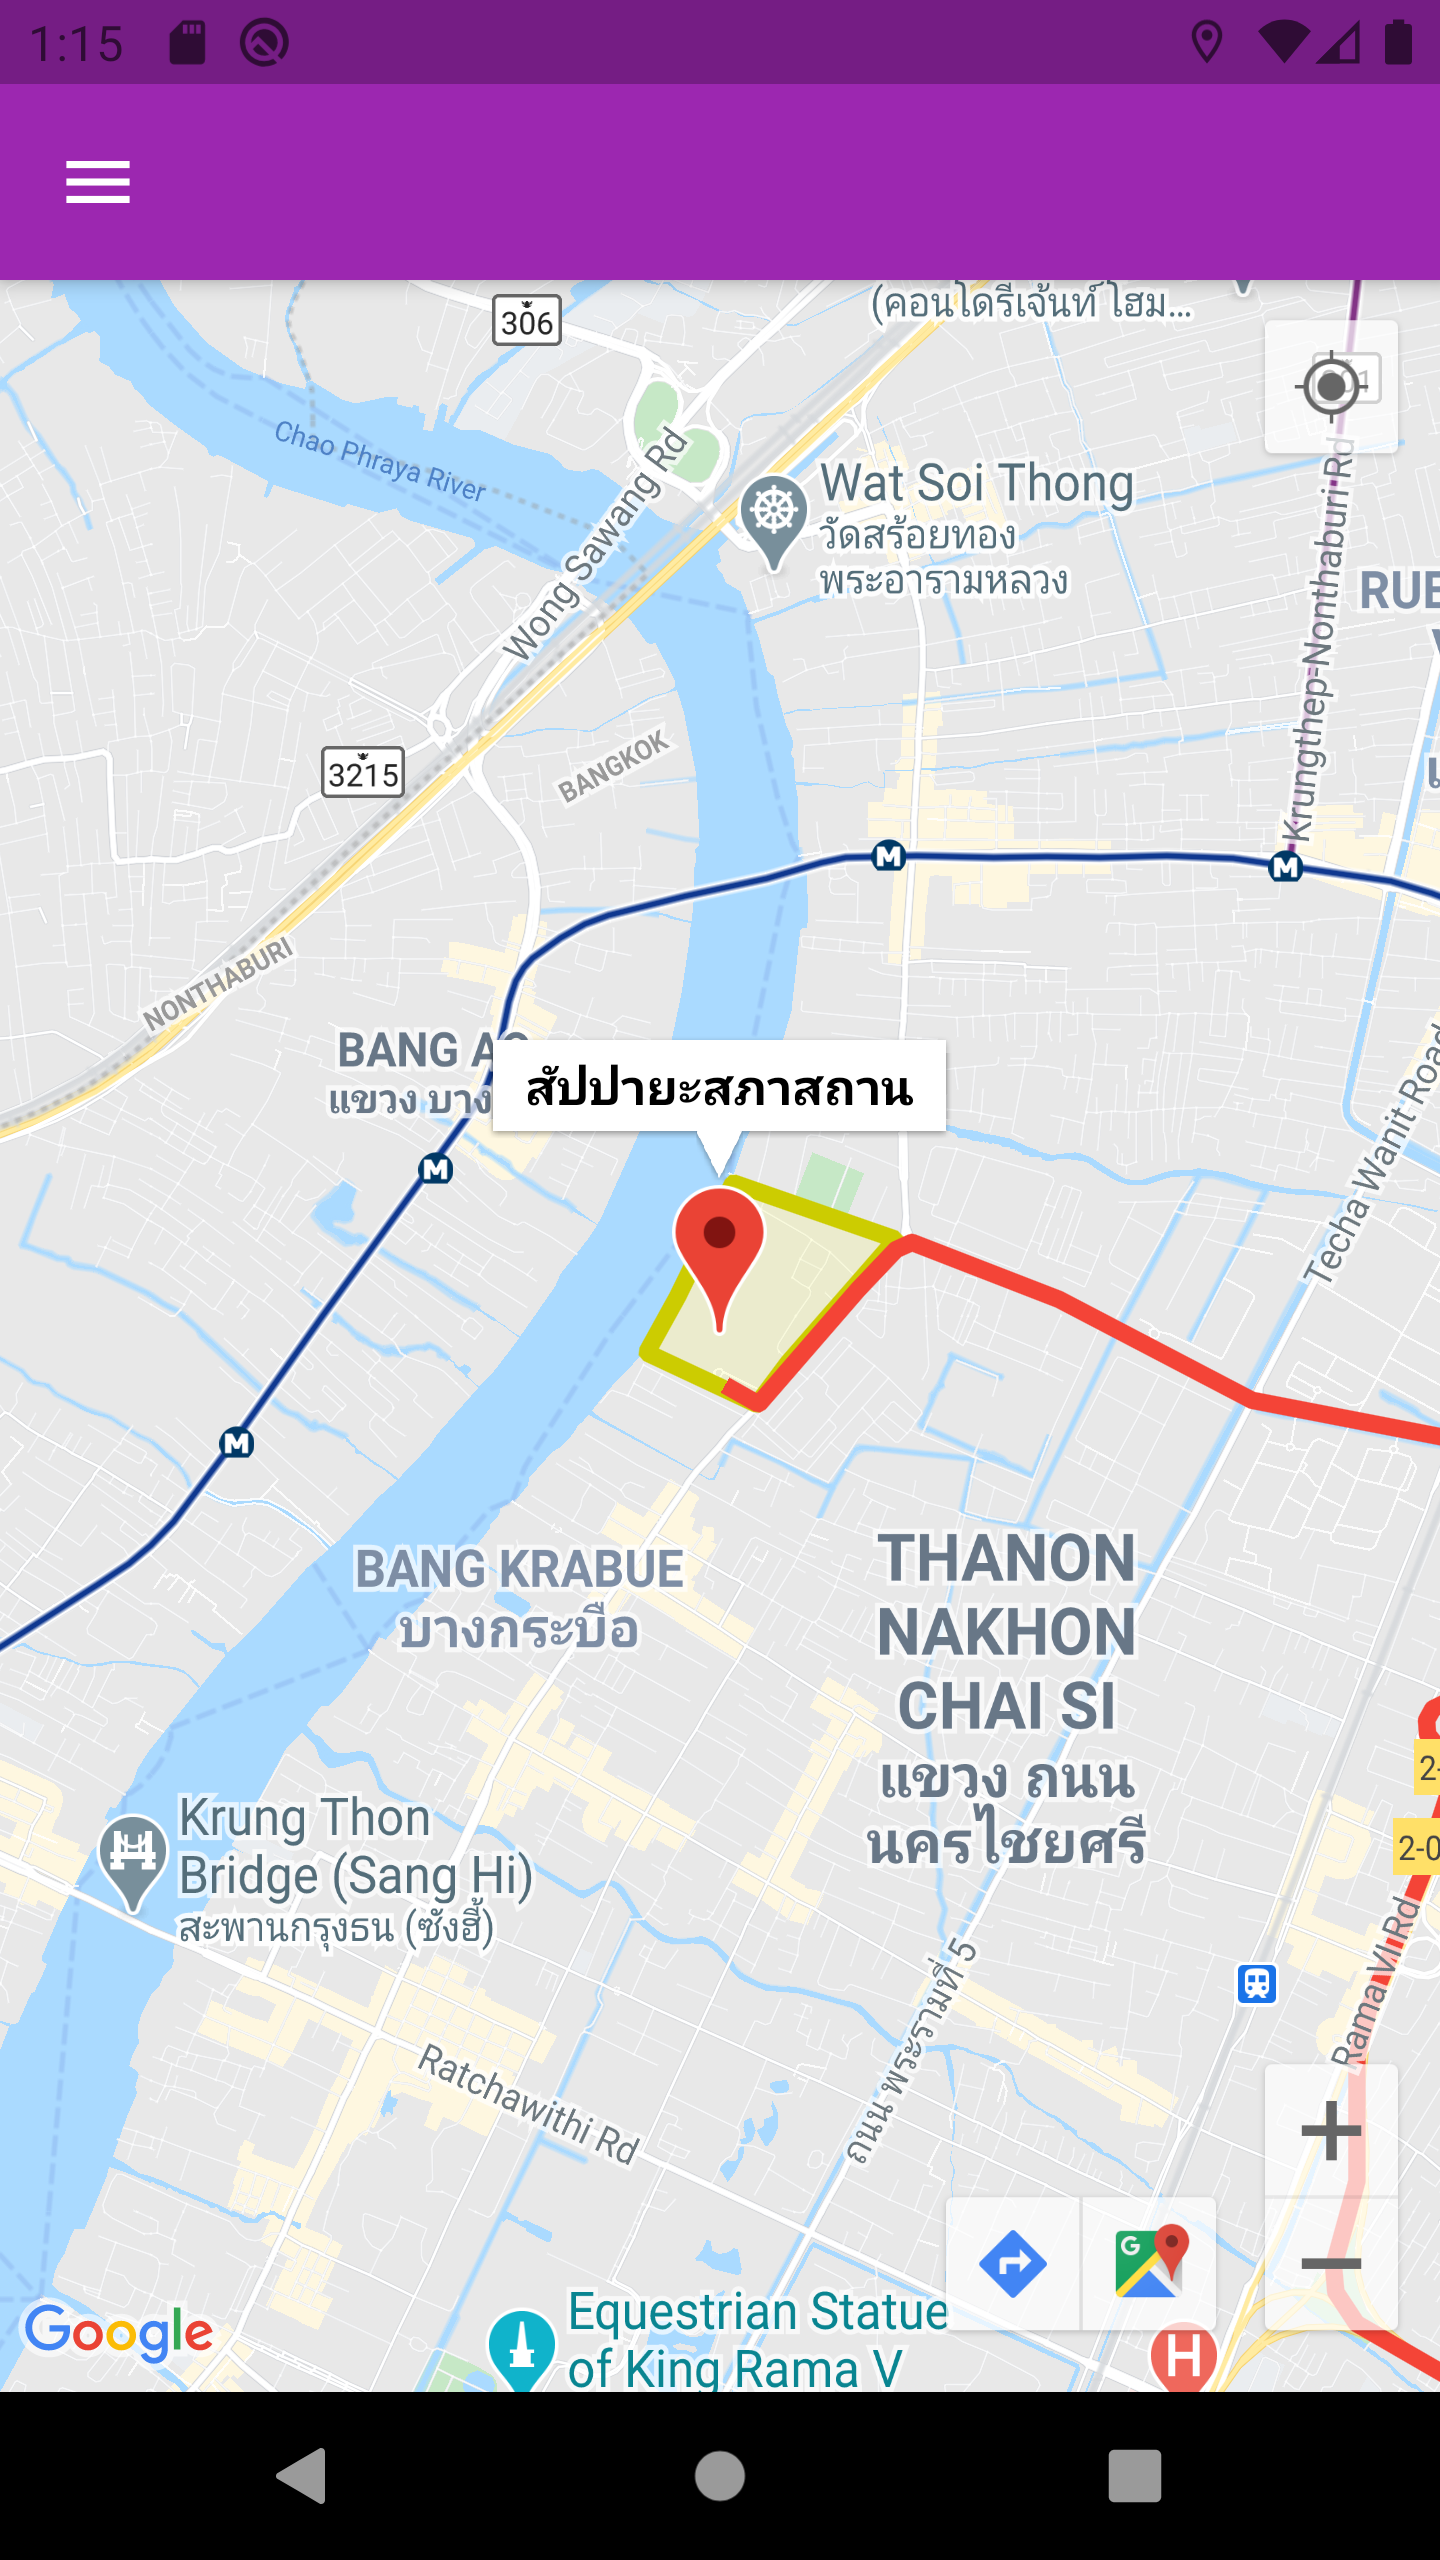 1:15
306
(คอนโดรีเจ้นท์ โฮม...
Chao Phraya River
Wong Sawang Rd
Wat Soi Thong
วัดสร้อยทอง
พระอารามหลวง
Krungthep-Nonthaburi Rd
3215
BANGKOK
NONTHABURI
M
M
BANG AO
แขวง บาง
สัปปายะสภาสถาน
M
Techa Wanit Road
M
BANG KRABUE
บางกระบือ
THANON
NAKHON
CHAI SI
แขวง ถนน
นครไชยศรี
2-0
Krung Thon
Bridge (Sang Hi)
สะพานกรุงธน (ซังฮี้)
Rama VI Rd
ถนน พระรามที่ 5
Ratchawithi Rd
G
Google
Equestrian Statue
of King Rama V
H